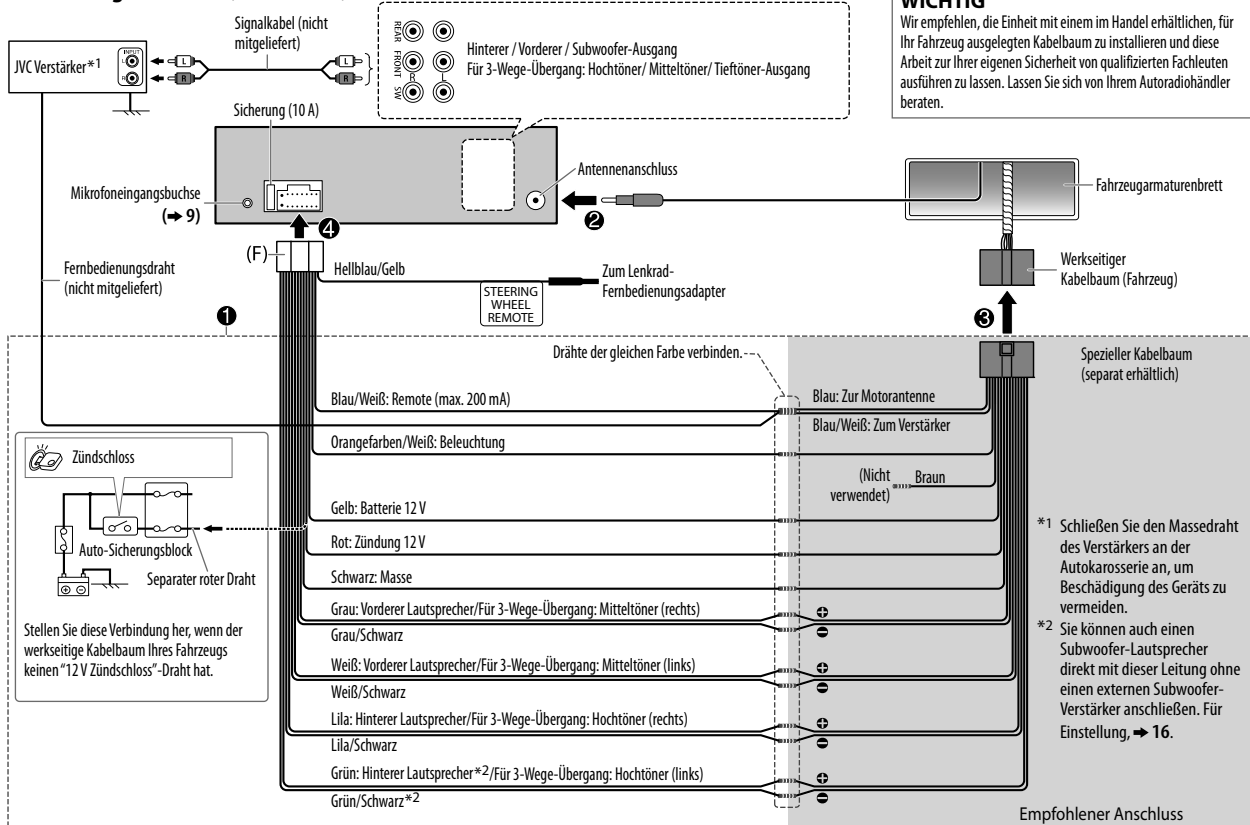 WICHTIG
Wir empfehlen, die Einheit mit einem im Handel erhältlichen, für
Ihr Fahrzeug ausgelegten Kabelbaum zu installieren und diese
Arbeit zur Ihrer eigenen Sicherheit von qualifizierten Fachleuten
ausführen zu lassen. Lassen Sie sich von Ihrem Autoradiohändler
beraten.
Signalkabel (nicht
mitgeliefert)
JVC Verstärker*1
INPUT
L
R
L
R
L
R
REAR
FRONT
SW
R
L
Hinterer / Vorderer / Subwoofer-Ausgang
Für 3-Wege-Übergang: Hochtöner/ Mitteltöner/ Tieftöner-Ausgang
Sicherung (10 A)
Antennenanschluss
Mikrofoneingangsbuchse
(➜ 9)
Fahrzeugarmaturenbrett
4
2
(F)
Fernbedienungsdraht
(nicht mitgeliefert)
Hellblau/Gelb
STEERING
WHEEL
REMOTE
Zum Lenkrad-
Fernbedienungsadapter
Werkseitiger
Kabelbaum (Fahrzeug)
1
3
Drähte der gleichen Farbe verbinden.
Spezieller Kabelbaum
(separat erhältlich)
Blau/Weiß: Remote (max. 200 mA)
Blau: Zur Motorantenne
Blau/Weiß: Zum Verstärker
Orangefarben/Weiß: Beleuchtung
(Nicht
verwendet)
Braun
Zündschloss
Auto-Sicherungsblock
Separater roter Draht
Stellen Sie diese Verbindung her, wenn der
werkseitige Kabelbaum Ihres Fahrzeugs
keinen “12 V Zündschloss”-Draht hat.
Gelb: Batterie 12 V
Rot: Zündung 12 V
Schwarz: Masse
Grau: Vorderer Lautsprecher/Für 3-Wege-Übergang: Mitteltöner (rechts)
Grau/Schwarz
Weiß: Vorderer Lautsprecher/Für 3-Wege-Übergang: Mitteltöner (links)
Weiß/Schwarz
Lila: Hinterer Lautsprecher/Für 3-Wege-Übergang: Hochtöner (rechts)
Lila/Schwarz
Grün: Hinterer Lautsprecher*2/Für 3-Wege-Übergang: Hochtöner (links)
Grün/Schwarz*2
*1 Schließen Sie den Massedraht
des Verstärkers an der
Autokarosserie an, um
Beschädigung des Geräts zu
vermeiden.
*2 Sie können auch einen
Subwoofer-Lautsprecher
direkt mit dieser Leitung ohne
einen externen Subwoofer-
Verstärker anschließen. Für
Einstellung, ➜ 16.
Empfohlener Anschluss